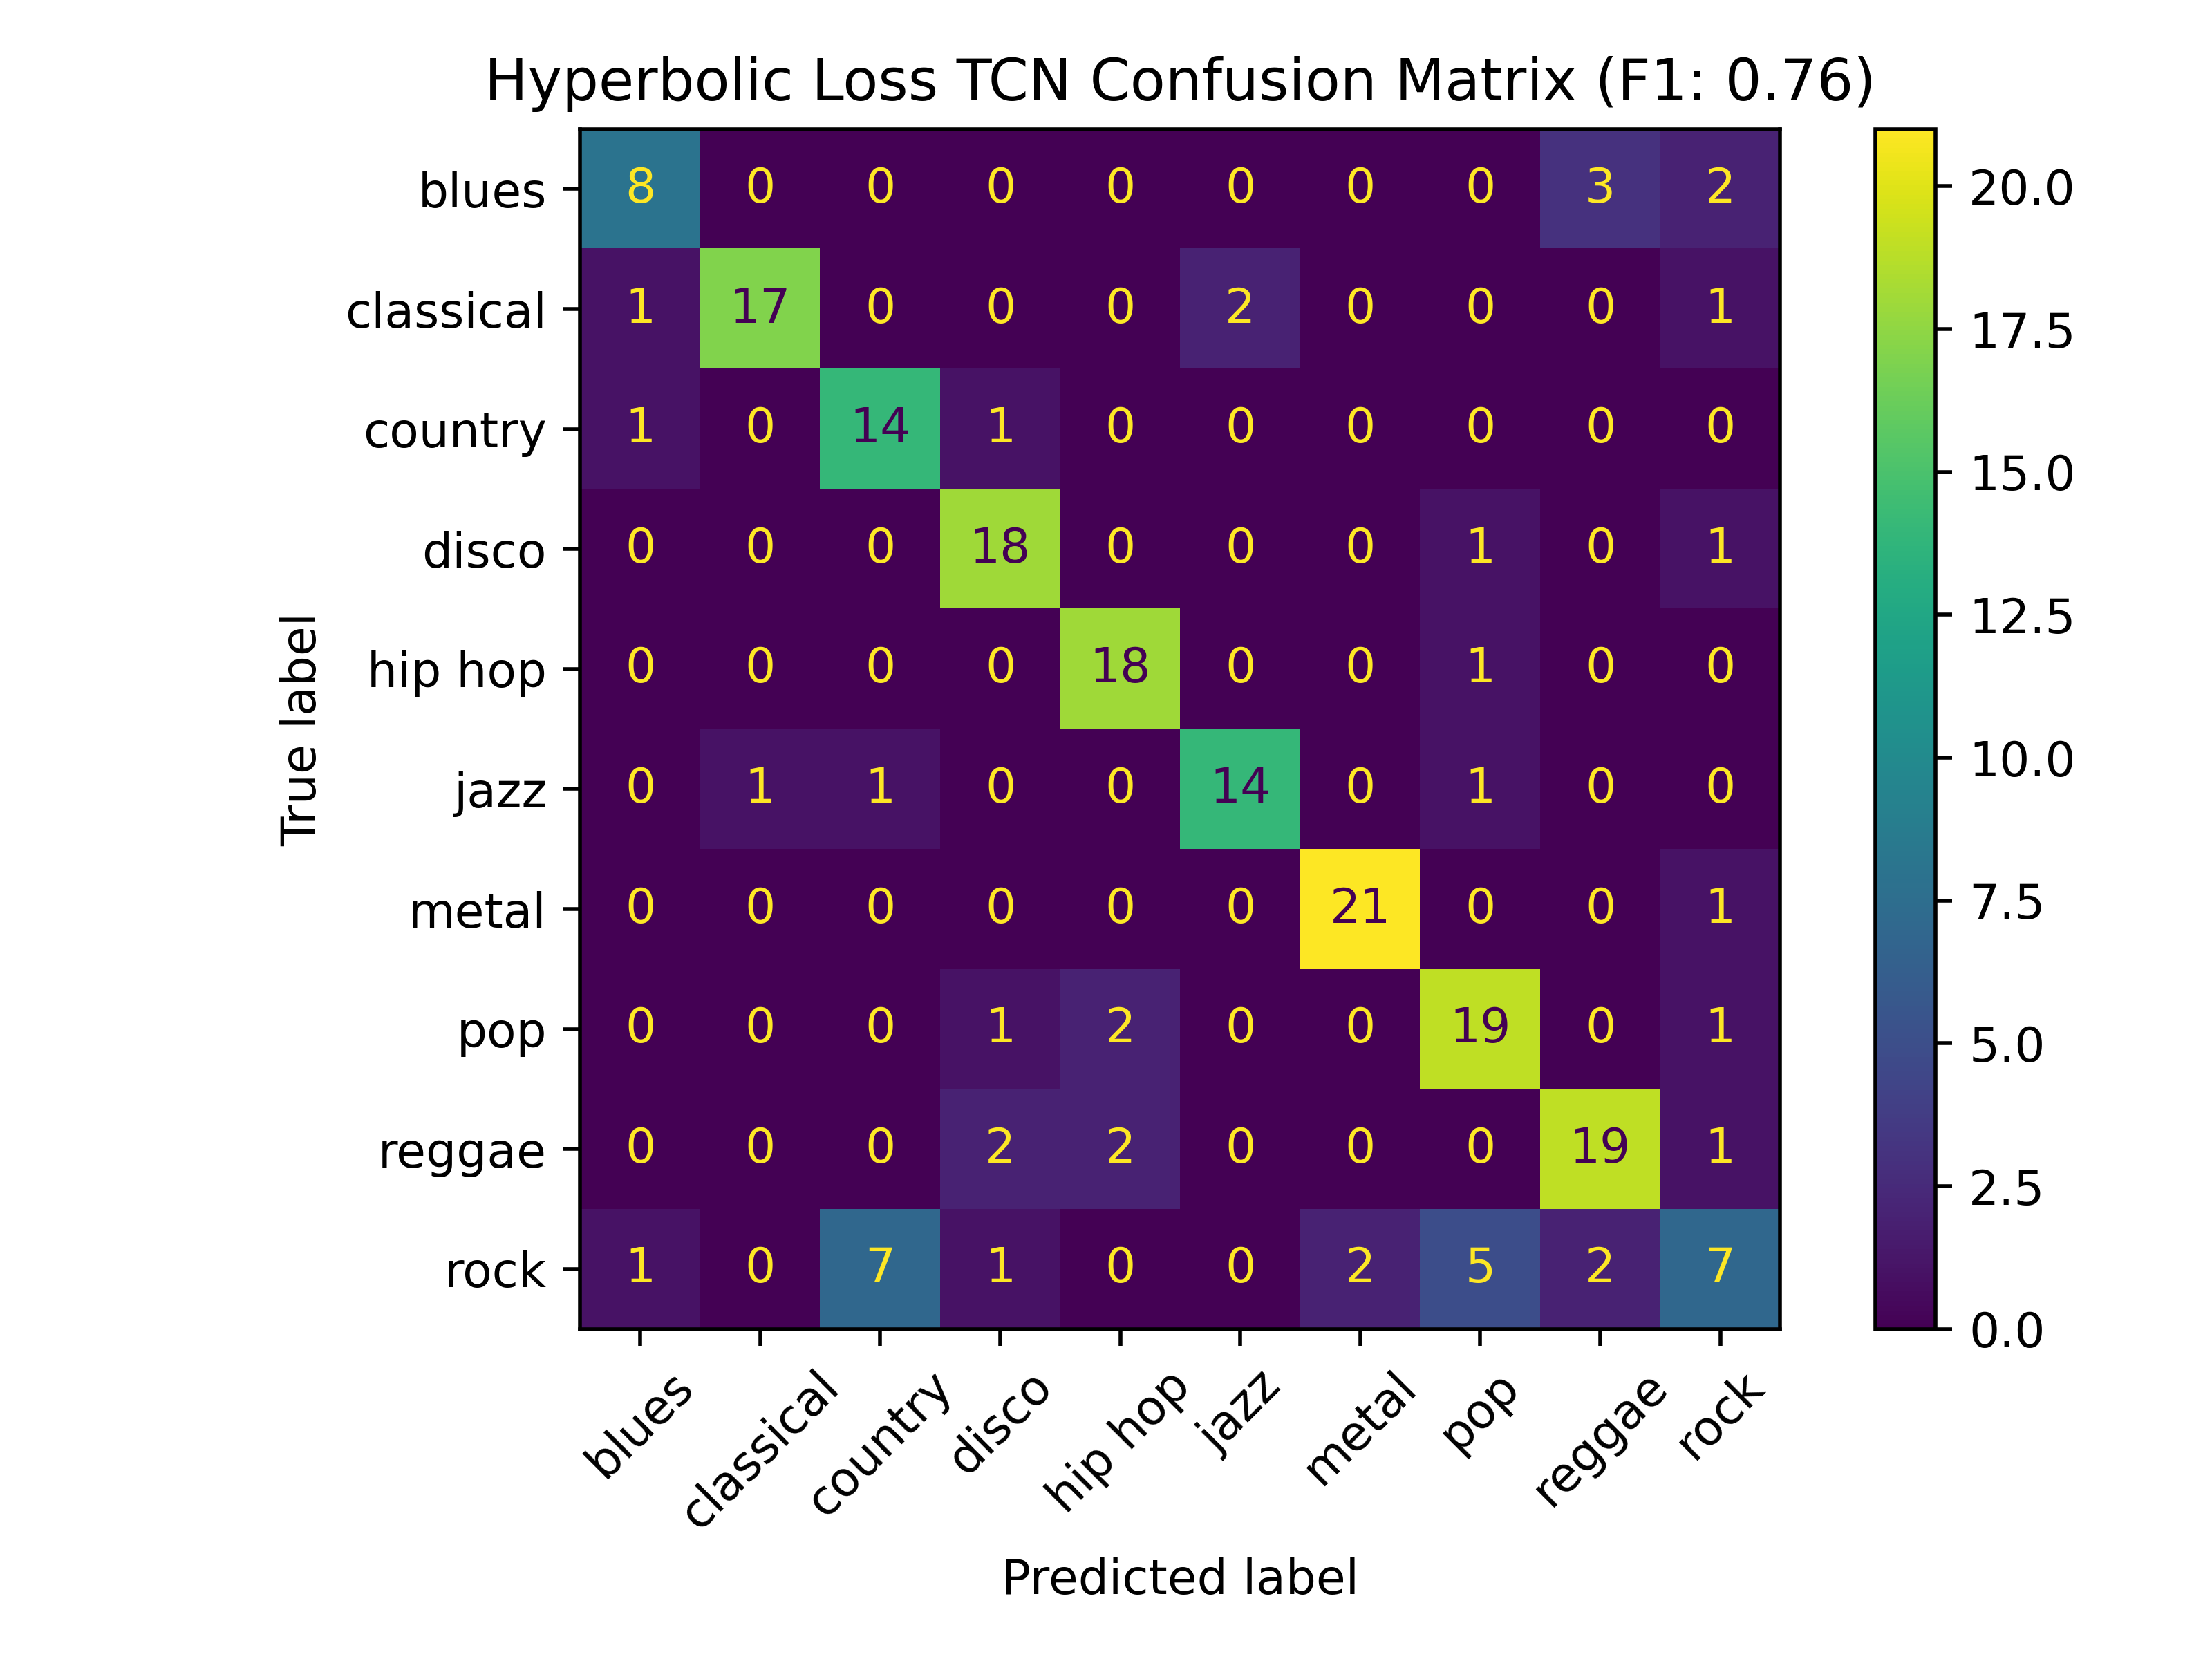 Hyperbolic Loss TCN Confusion Matrix (F1: 0.76)
blues 8 0 0 0 0 0 0 0 3 2
classical 1 17 0 0 0 2 0 0 0 1
country 1 0 14 1 0 0 0 0 0 0
disco 0 0 0 18 0 0 0 1 0 1
hip hop 0 0 0 0 18 0 0 1 0 0
jazz 0 1 1 0 0 14 0 1 0 0
metal 0 0 0 0 0 0 21 0 0 1
pop 0 0 0 1 2 0 0 19 0 1
reggae 0 0 0 2 2 0 0 0 19 1
rock 1 0 7 1 0 0 2 5 2 7
True label
blues classical country disco hip hop jazz metal pop reggae rock
Predicted label
20.0
17.5
15.0
12.5
10.0
7.5
5.0
2.5
0.0